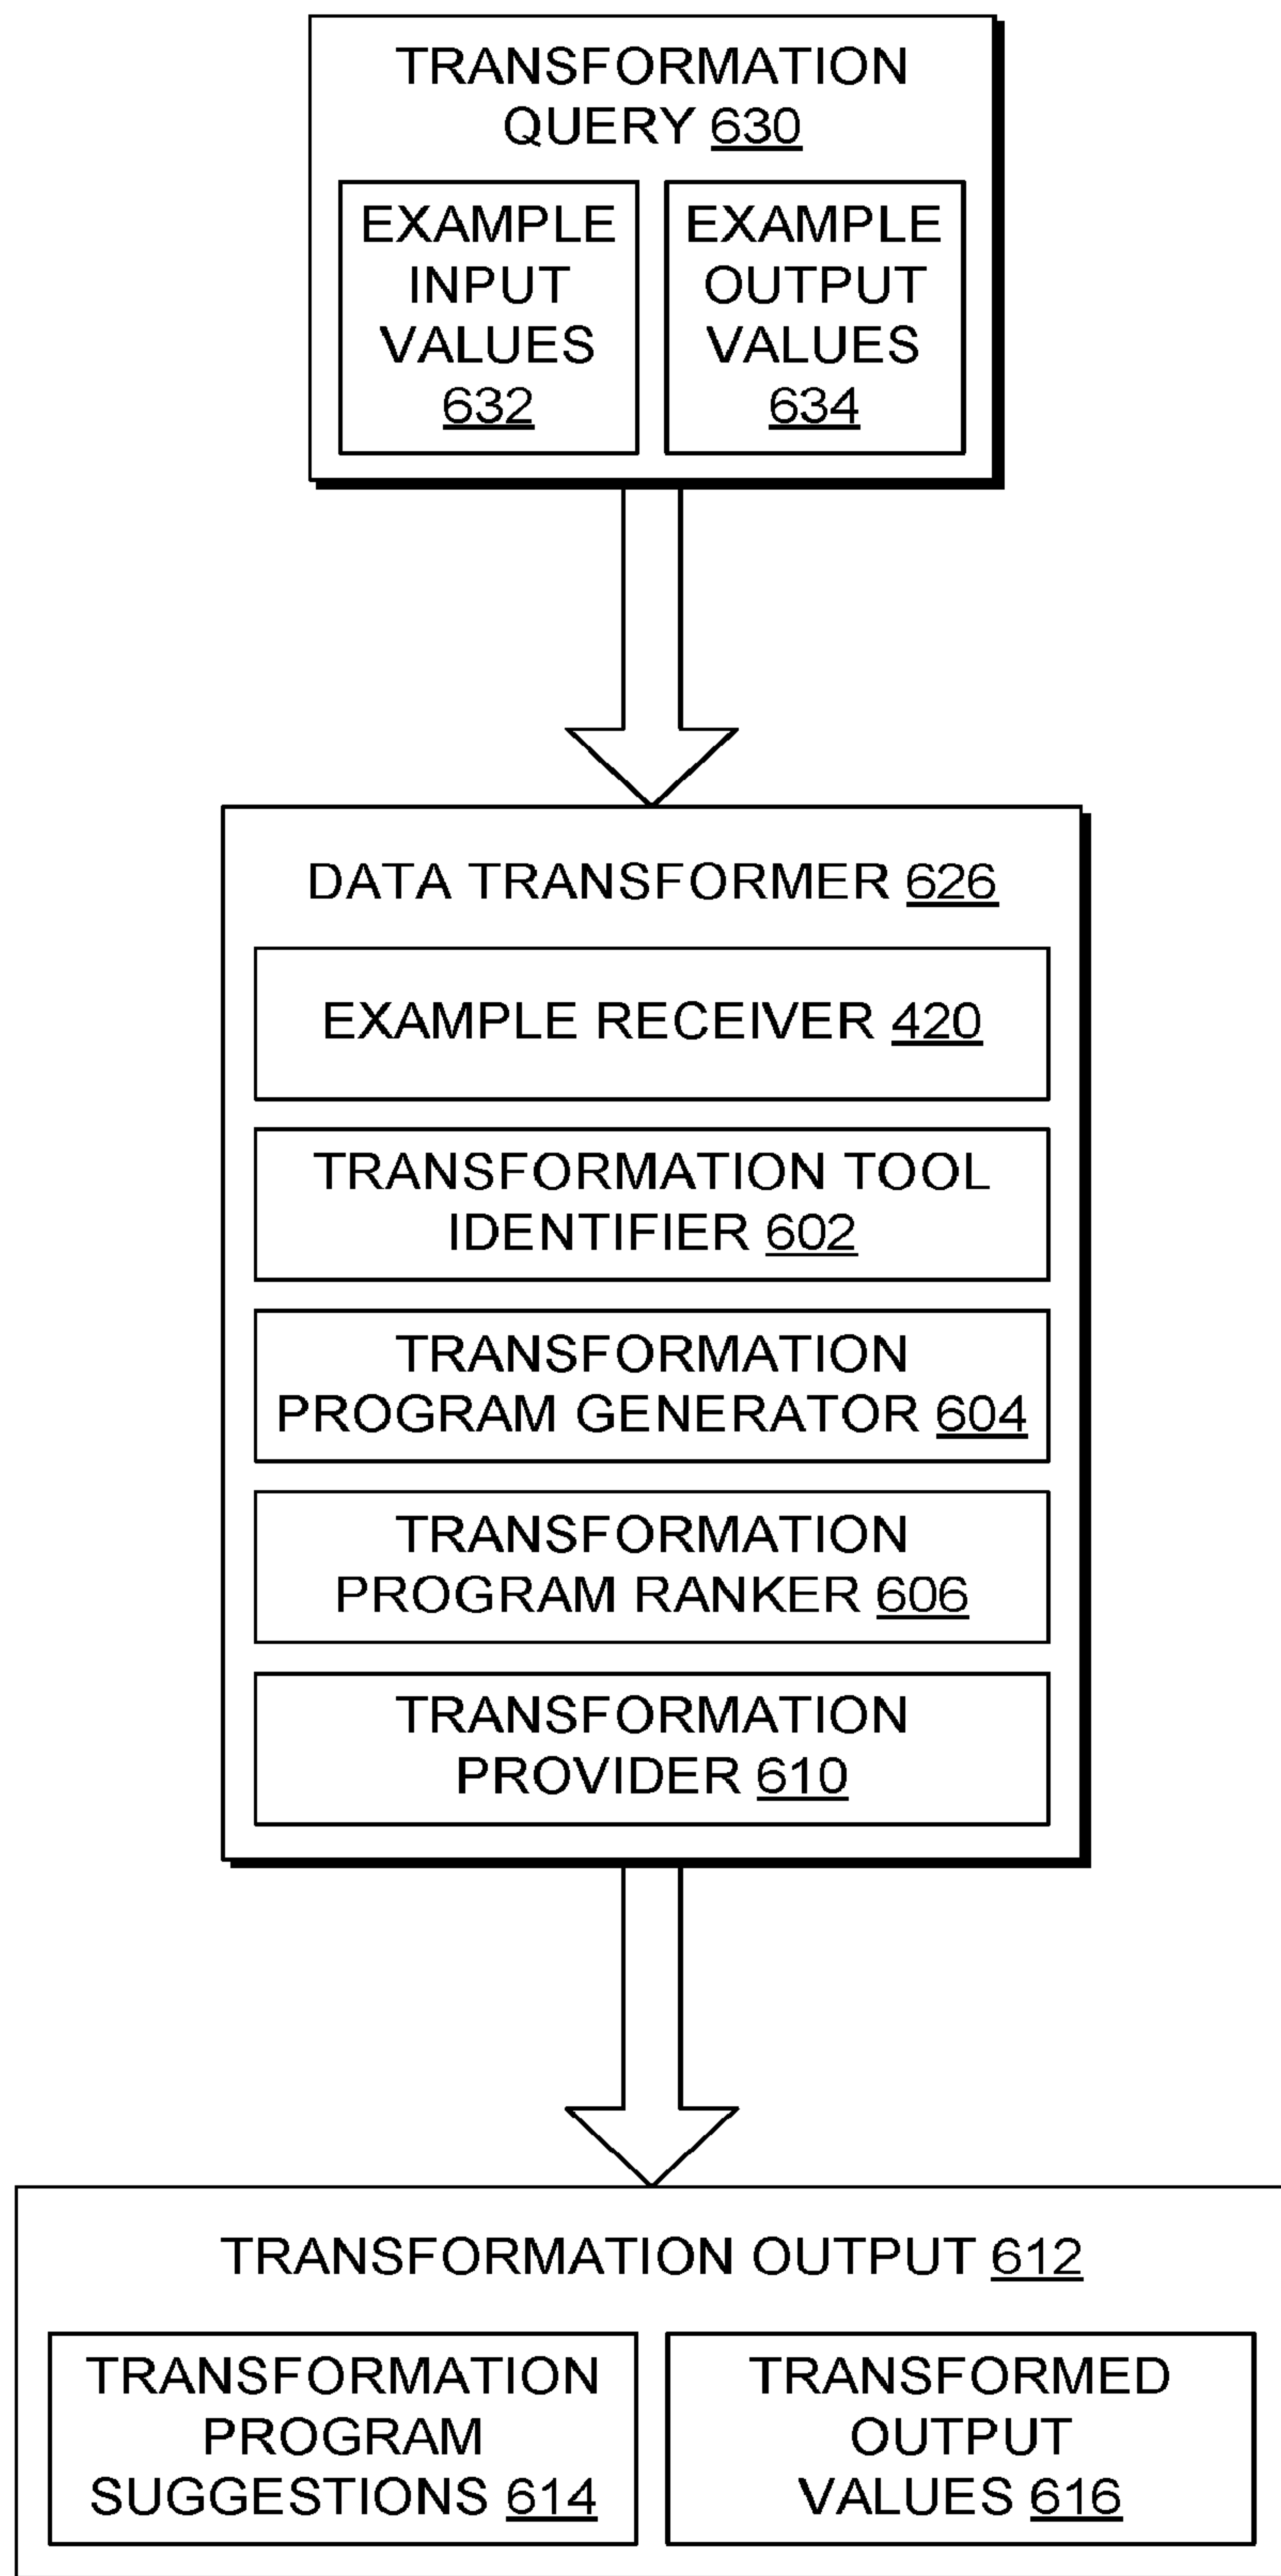 TRANSFORMATION
QUERY 630
EXAMPLE
INPUT
VALUES
632
EXAMPLE
OUTPUT
VALUES
634
DATA TRANSFORMER 626
EXAMPLE RECEIVER 420
TRANSFORMATION TOOL
IDENTIFIER 602
TRANSFORMATION
PROGRAM GENERATOR 604
TRANSFORMATION
PROGRAM RANKER 606
TRANSFORMATION
PROVIDER 610
TRANSFORMATION OUTPUT 612
TRANSFORMATION
PROGRAM
SUGGESTIONS 614
TRANSFORMED
OUTPUT
VALUES 616